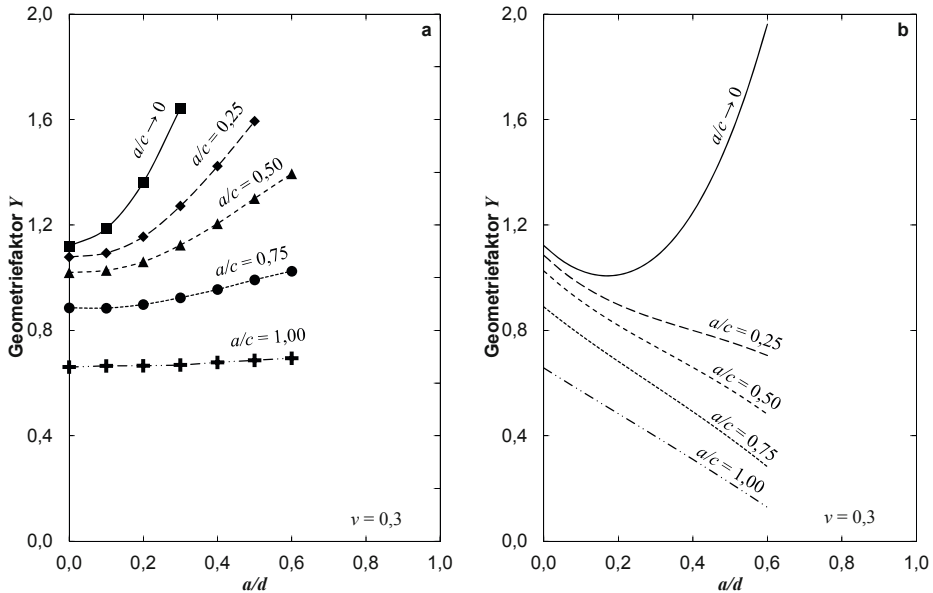 a
2,0
1,6
1,2
0,8
0,4
0,0
Geometriefaktor Y
a/c → 0
a/c = 0,25
a/c = 0,50
a/c = 0,75
a/c = 1,00
ν = 0,3
0,0 0,2 0,4 0,6 0,8 1,0
a/d
b
2,0
1,6
1,2
0,8
0,4
0,0
Geometriefaktor Y
a/c → 0
a/c = 0,25
a/c = 0,50
a/c = 0,75
a/c = 1,00
ν = 0,3
0,0 0,2 0,4 0,6 0,8 1,0
a/d